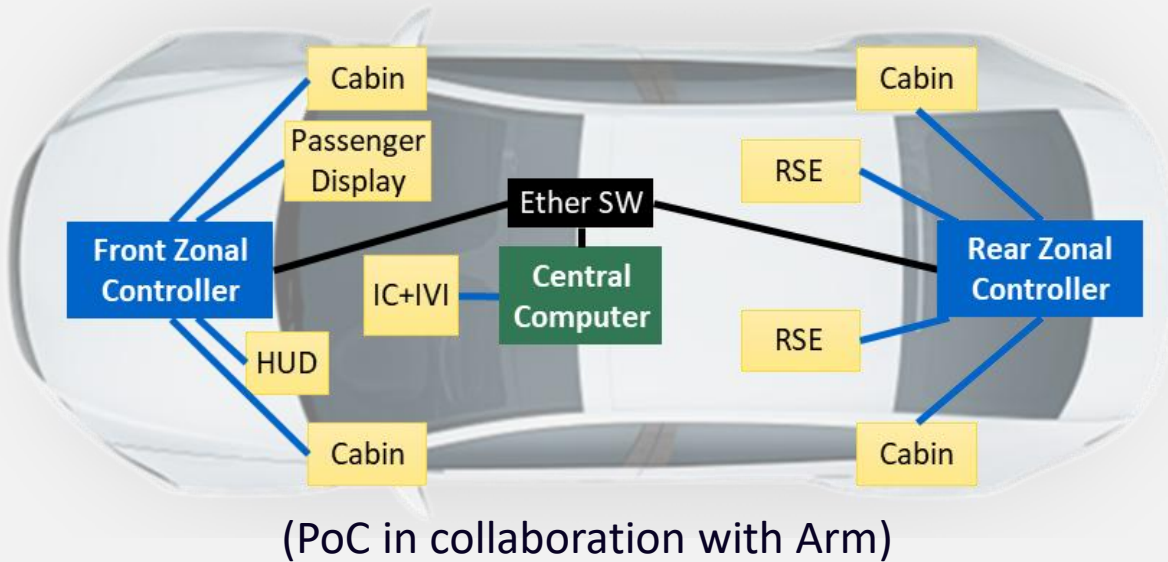 Cabin
Cabin
Passenger
Display
RSE
Ether SW
Front Zonal
Controller
Rear Zonal
Controller
IC+IVI
Central
Computer
RSE
HUD
Cabin
Cabin
(PoC in collaboration with Arm)